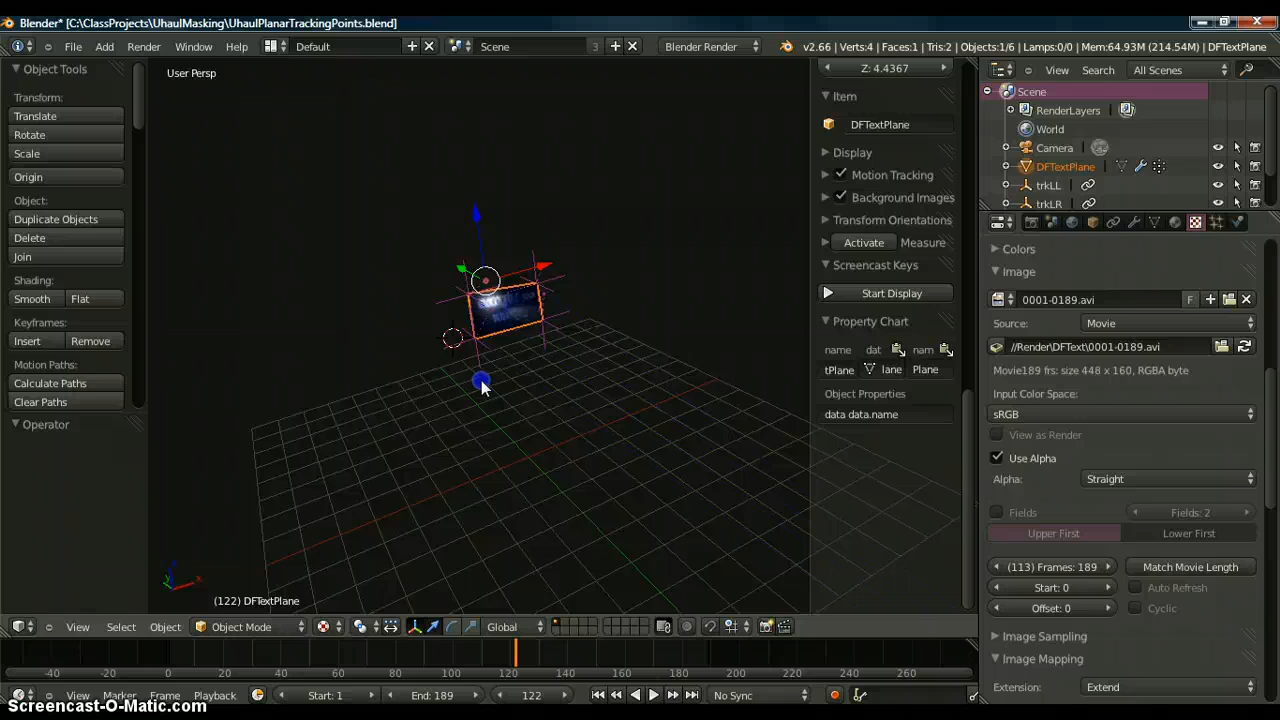 Blender* [C:\ClassProjects\UhaulMasking\UhaulPlanarTrackingPoints.blend]
File Add Render Window Help Default Scene 3 Blender Render v2.66 | Verts:4 | Faces:1 | Tris:2 | Objects:1/6 | Lamps:0/0 | Mem:64.93M (214.54M) | DFTextPlane
Object Tools
Transform:
Translate
Rotate
Scale
Origin
Object:
Duplicate Objects
Delete
Join
Shading:
Smooth Flat
Keyframes:
Insert Remove
Motion Paths:
Calculate Paths
Clear Paths
Operator
User Persp
(122) DFTextPlane
Z: 4.4367
Item
DFTextPlane
Display
Motion Tracking
Background Images
Transform Orientations
Activate Measure
Screencast Keys
Start Display
Property Chart
name dat nam
tPlane lane Plane
Object Properties
data data.name
View Search All Scenes
Scene
RenderLayers
World
Camera
DFTextPlane
trkLL
trkLR
Colors
Image
0001-0189.avi F
Source: Movie
//Render\DFText\0001-0189.avi
Movie189 frs: size 448 x 160, RGBA byte
Input Color Space:
sRGB
View as Render
Use Alpha
Alpha: Straight
Fields Fields: 2
Upper First Lower First
(113) Frames: 189 Match Movie Length
Start: 0 Auto Refresh
Offset: 0 Cyclic
Image Sampling
Image Mapping
Extension: Extend
View Select Object Object Mode Global
-40 -20 0 20 40 60 80 100 120 140 160 180 200 220 240 260
View Marker Frame Playback Start: 1 End: 189 122 No Sync
Screencast-O-Matic.com